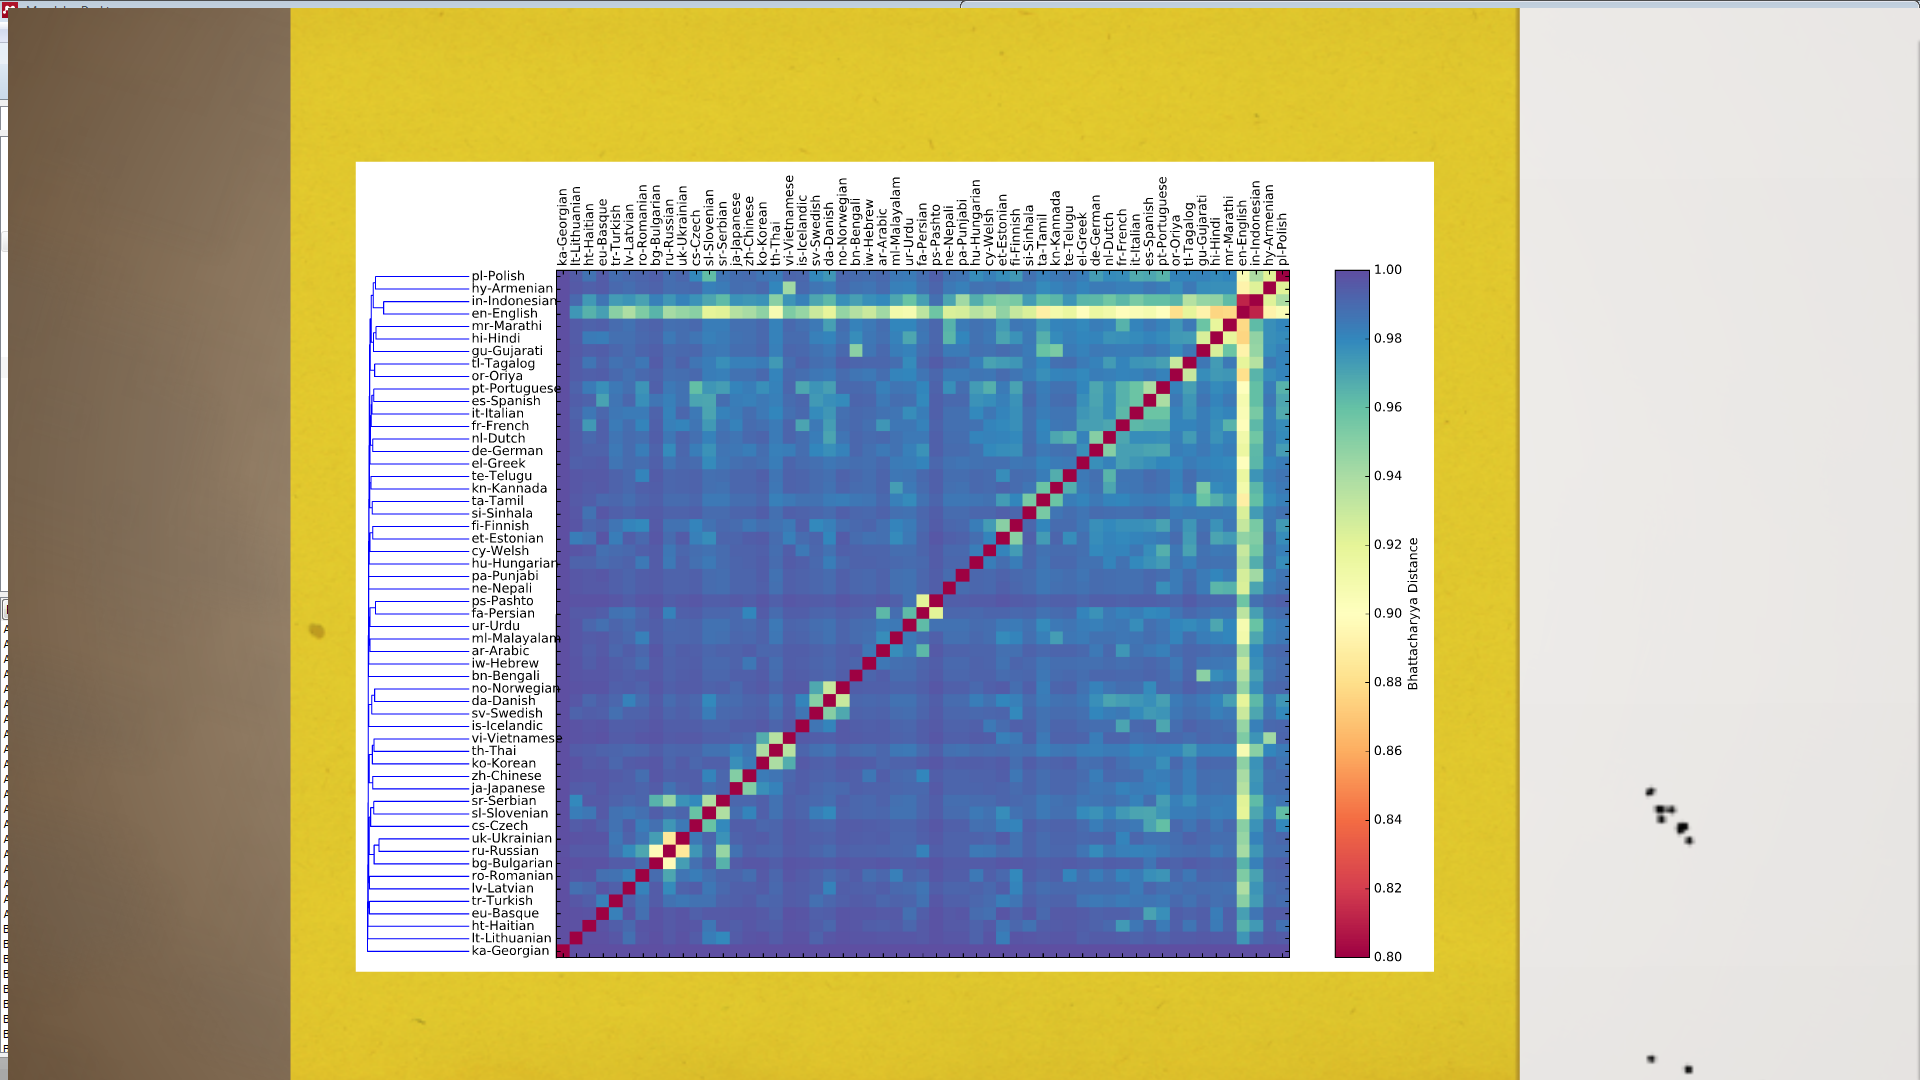 ka-Georgian
lt-Lithuanian
ht-Haitian
eu-Basque
tr-Turkish
lv-Latvian
ro-Romanian
bg-Bulgarian
ru-Russian
uk-Ukrainian
cs-Czech
sl-Slovenian
sr-Serbian
ja-Japanese
zh-Chinese
ko-Korean
th-Thai
vi-Vietnamese
is-Icelandic
sv-Swedish
da-Danish
no-Norwegian
bn-Bengali
iw-Hebrew
ar-Arabic
ml-Malayalam
ur-Urdu
fa-Persian
ps-Pashto
ne-Nepali
pa-Punjabi
hu-Hungarian
cy-Welsh
et-Estonian
fi-Finnish
si-Sinhala
ta-Tamil
kn-Kannada
te-Telugu
el-Greek
de-German
nl-Dutch
fr-French
it-Italian
es-Spanish
pt-Portuguese
or-Oriya
tl-Tagalog
gu-Gujarati
hi-Hindi
mr-Marathi
en-English
in-Indonesian
hy-Armenian
pl-Polish
pl-Polish
hy-Armenian
in-Indonesian
en-English
mr-Marathi
hi-Hindi
gu-Gujarati
tl-Tagalog
or-Oriya
pt-Portuguese
es-Spanish
it-Italian
fr-French
nl-Dutch
de-German
el-Greek
te-Telugu
kn-Kannada
ta-Tamil
si-Sinhala
fi-Finnish
et-Estonian
cy-Welsh
hu-Hungarian
pa-Punjabi
ne-Nepali
ps-Pashto
fa-Persian
ur-Urdu
ml-Malayalam
ar-Arabic
iw-Hebrew
bn-Bengali
no-Norwegian
da-Danish
sv-Swedish
is-Icelandic
vi-Vietnamese
th-Thai
ko-Korean
zh-Chinese
ja-Japanese
sr-Serbian
sl-Slovenian
cs-Czech
uk-Ukrainian
ru-Russian
bg-Bulgarian
ro-Romanian
lv-Latvian
tr-Turkish
eu-Basque
ht-Haitian
lt-Lithuanian
ka-Georgian
1.00
0.98
0.96
0.94
0.92
0.90
0.88
0.86
0.84
0.82
0.80
Bhattacharyya Distance